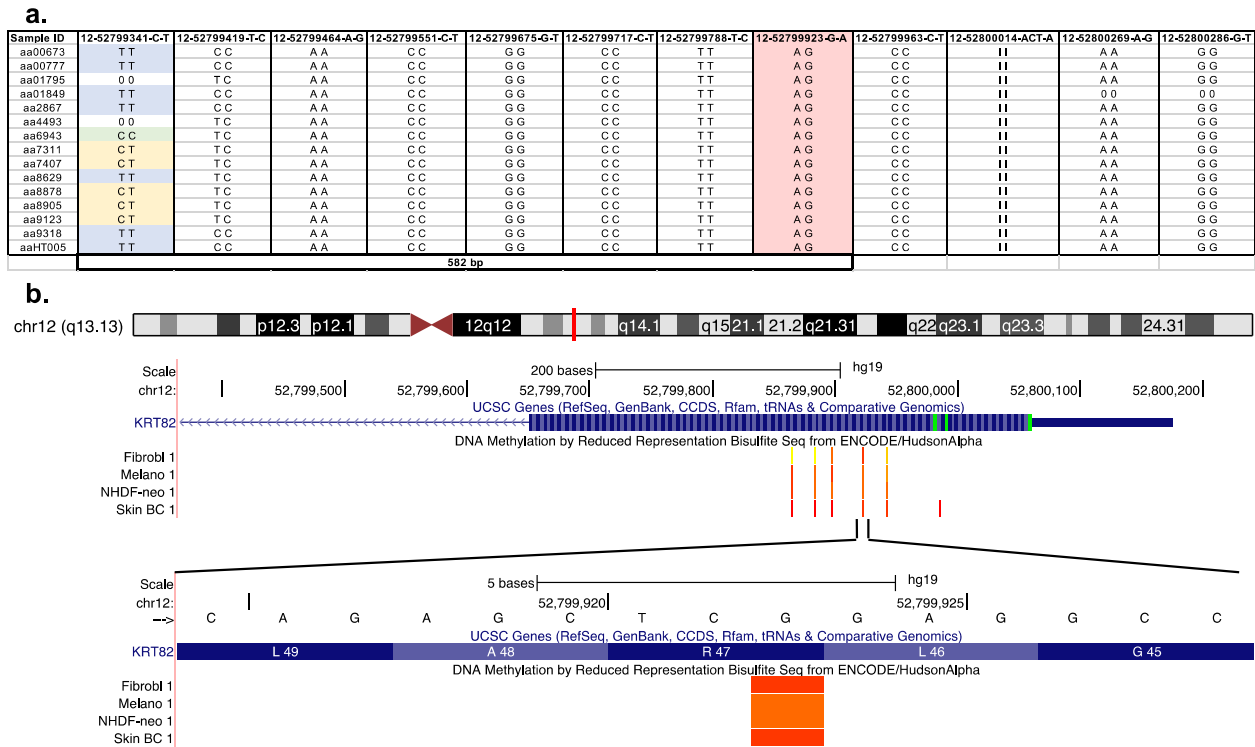 a.
Sample ID 12-52799341-C-T 12-52799419-T-C 12-52799464-A-G 12-52799551-C-T 12-52799675-G-T 12-52799717-C-T 12-52799788-T-C 12-52799923-G-A 12-52799963-C-T 12-52800014-ACT-A 12-52800269-A-G 12-52800286-G-T
aa00673 T T C C A A C C G G C C T T A G C C I I A A G G
aa00777 T T C C A A C C G G C C T T A G C C I I A A G G
aa01795 0 0 T C A A C C G G C C T T A G C C I I A A G G
aa01849 T T C C A A C C G G C C T T A G C C I I 0 0 0 0
aa2867 T T C C A A C C G G C C T T A G C C I I A A G G
aa4493 0 0 T C A A C C G G C C T T A G C C I I A A G G
aa6943 C C T C A A C C G G C C T T A G C C I I A A G G
aa7311 C T T C A A C C G G C C T T A G C C I I A A G G
aa7407 C T T C A A C C G G C C T T A G C C I I A A G G
aa8629 T T T C A A C C G G C C T T A G C C I I A A G G
aa8878 C T T C A A C C G G C C T T A G C C I I A A G G
aa8905 C T T C A A C C G G C C T T A G C C I I A A G G
aa9123 C T T C A A C C G G C C T T A G C C I I A A G G
aa9318 T T C C A A C C G G C C T T A G C C I I A A G G
aaHT005 T T C C A A C C G G C C T T A G C C I I A A G G
582 bp
b.
chr12 (q13.13) p12.3 p12.1 12q12 q14.1 q15 21.1 21.2 q21.31 q22 q23.1 q23.3 24.31
Scale 200 bases hg19
chr12: 52,799,500 52,799,600 52,799,700 52,799,800 52,799,900 52,800,000 52,800,100 52,800,200
UCSC Genes (RefSeq, GenBank, CCDS, Rfam, tRNAs & Comparative Genomics)
KRT82
DNA Methylation by Reduced Representation Bisulfite Seq from ENCODE/HudsonAlpha
Fibrobl 1
Melano 1
NHDF-neo 1
Skin BC 1
Scale 5 bases hg19
chr12: 52,799,920 52,799,925
---> C A G A G C T C G G A G G C C
UCSC Genes (RefSeq, GenBank, CCDS, Rfam, tRNAs & Comparative Genomics)
KRT82 L 49 A 48 R 47 L 46 G 45
DNA Methylation by Reduced Representation Bisulfite Seq from ENCODE/HudsonAlpha
Fibrobl 1
Melano 1
NHDF-neo 1
Skin BC 1